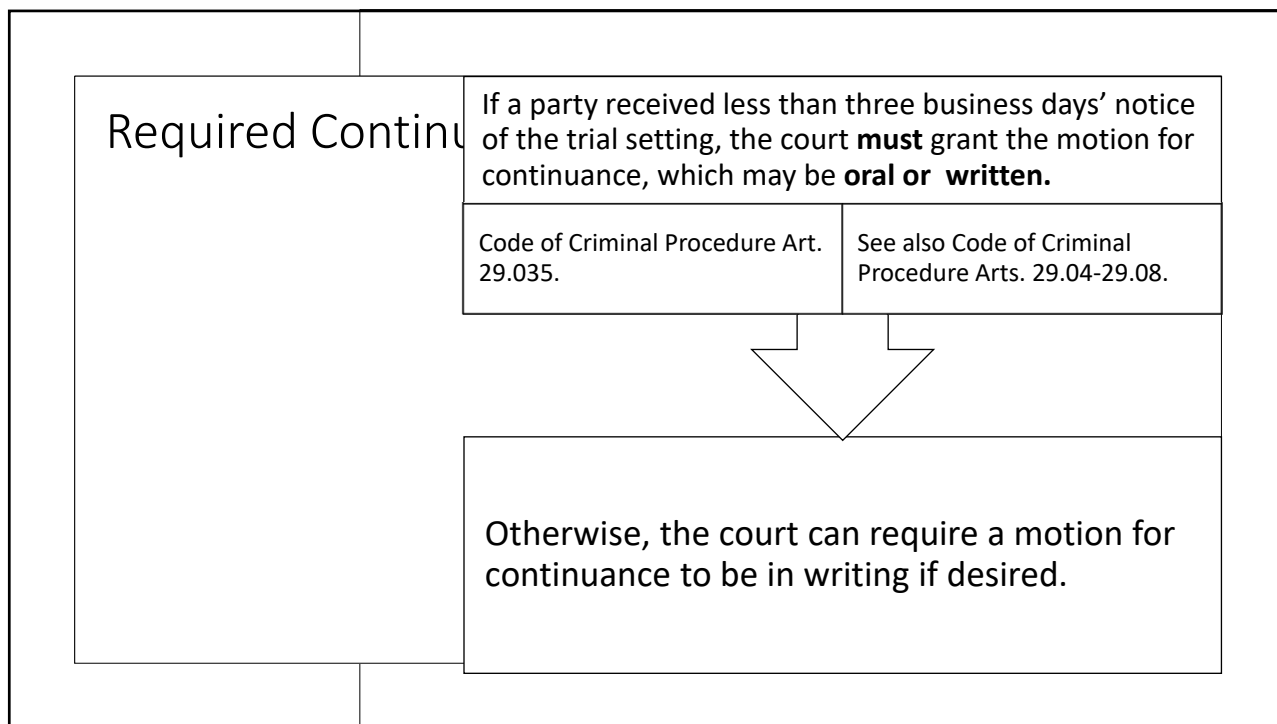 Required Continu
If a party received less than three business days’ notice
of the trial setting, the court must grant the motion for
continuance, which may be oral or  written.
Code of Criminal Procedure Art.
29.035.
See also Code of Criminal
Procedure Arts. 29.04-29.08.
Otherwise, the court can require a motion for
continuance to be in writing if desired.